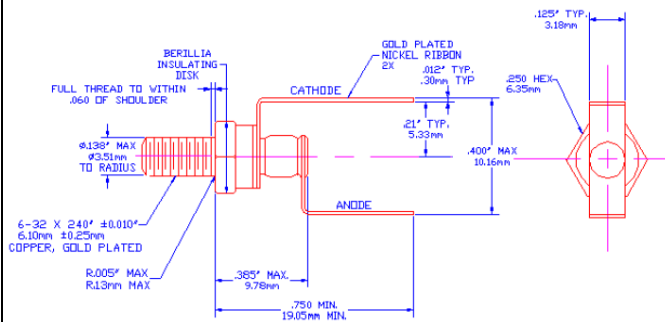 .125" TYP.
3.18mm
BERILLIA
INSULATING
DISK
GOLD PLATED
NICKEL RIBBON
2X
FULL THREAD TO WITHIN
.060 OF SHOULDER
CATHODE
.012" TYP.
.30mm TYP
.250 HEX
6.35mm
.21" TYP.
5.33mm
ø.138" MAX
ø3.51mm
TO RADIUS
.400" MAX
10.16mm
ANODE
6-32 X 240" ±0.010"
6.10mm ±0.25mm
COPPER, GOLD PLATED
R.005" MAX
R.13mm MAX
.385" MAX.
9.78mm
.750 MIN.
19.05mm MIN.